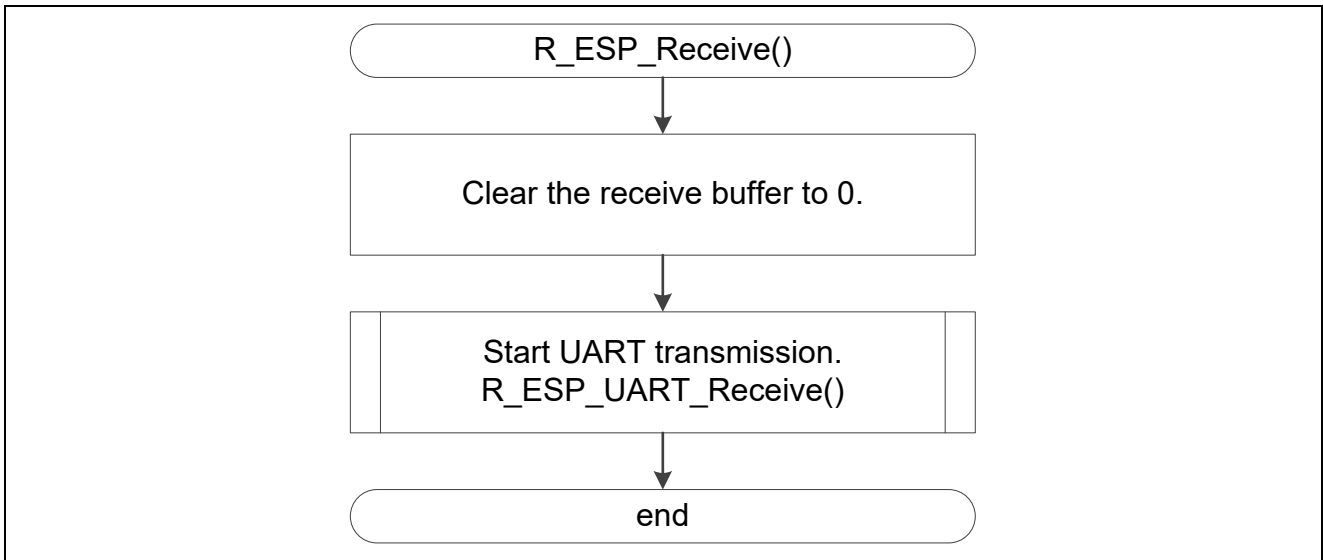 R_ESP_Receive()
Clear the receive buffer to 0.
Start UART transmission.
R_ESP_UART_Receive()
end